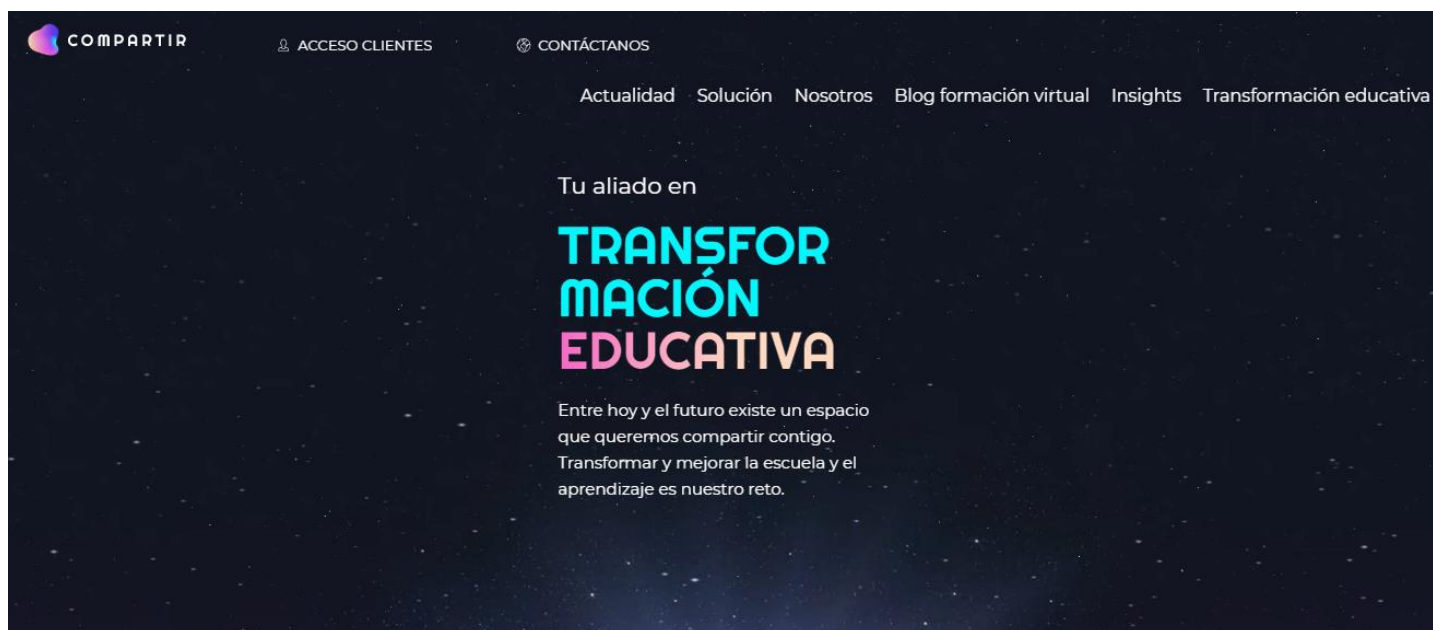 COMPARTIR
ACCESO CLIENTES
CONTÁCTANOS
Actualidad Solución Nosotros Blog formación virtual Insights Transformación educativa
Tu aliado en
TRANSFOR
MACIÓN
EDUCATIVA
Entre hoy y el futuro existe un espacio
que queremos compartir contigo.
Transformar y mejorar la escuela y el
aprendizaje es nuestro reto.